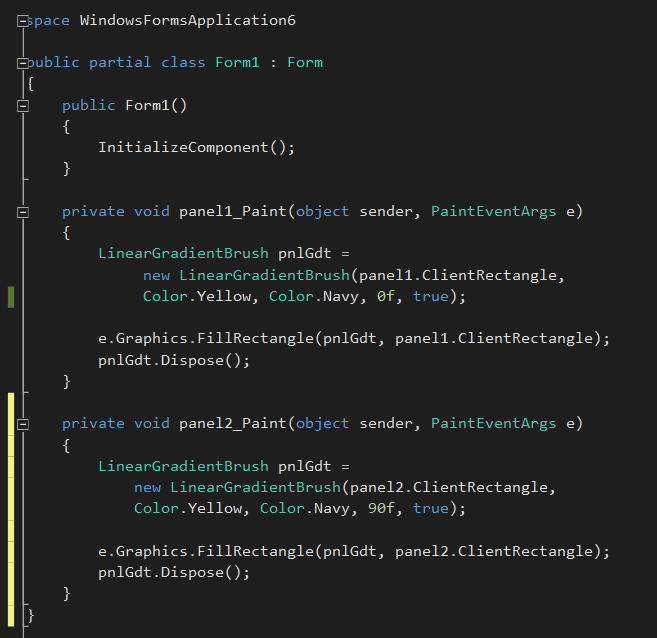 space WindowsFormsApplication6
public partial class Form1 : Form
{
public Form1()
{
InitializeComponent();
}
private void panel1_Paint(object sender, PaintEventArgs e)
{
LinearGradientBrush pnlGdt =
new LinearGradientBrush(panel1.ClientRectangle,
Color.Yellow, Color.Navy, 0f, true);
e.Graphics.FillRectangle(pnlGdt, panel1.ClientRectangle);
pnlGdt.Dispose();
}
private void panel2_Paint(object sender, PaintEventArgs e)
{
LinearGradientBrush pnlGdt =
new LinearGradientBrush(panel2.ClientRectangle,
Color.Yellow, Color.Navy, 90f, true);
e.Graphics.FillRectangle(pnlGdt, panel2.ClientRectangle);
pnlGdt.Dispose();
}
}